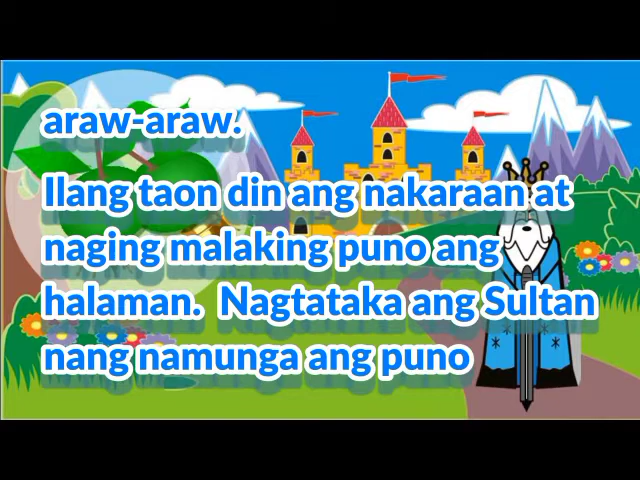 araw-araw.
Ilang taon din ang nakaraan at
naging malaking puno ang
halaman.  Nagtataka ang Sultan
nang namunga ang puno